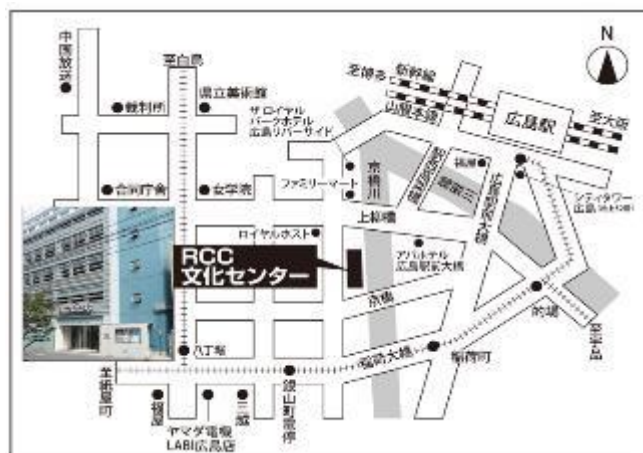 中国放送
至白島
裁判所
県立美術館
ザ ロイヤル
パークホテル
広島リバーサイド
至博多
新幹線
山陽本線
広島駅
至大阪
N
合同庁舎
女学院
ファミリーマート
京橋川
福屋
上柳橋
シティタワー
広島
ロイヤルホスト
RCC
文化センター
アパホテル
広島駅前大橋
京橋
的場
八丁堀
稲荷大橋
稲荷町
至紙屋町
銀山町電停
福屋
ヤマダ電機
LABI広島店
三越